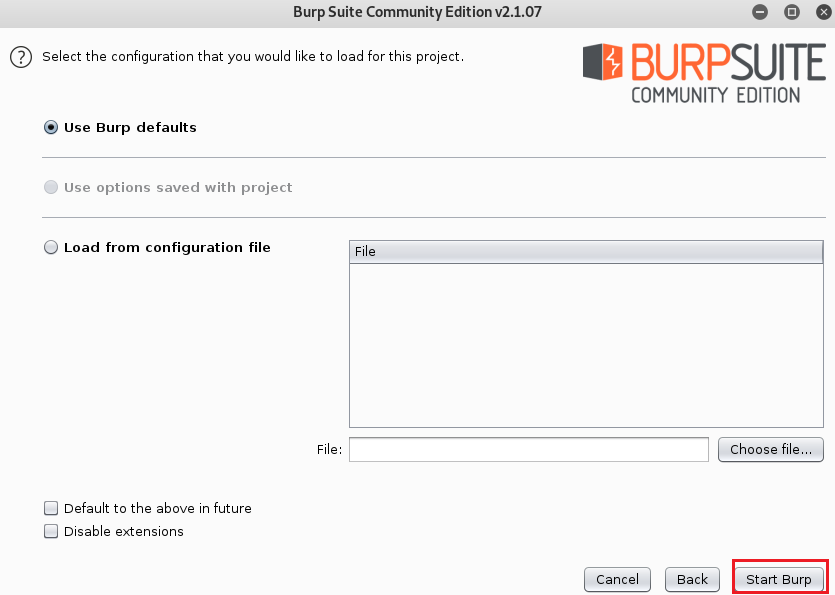 Burp Suite Community Edition v2.1.07
? Select the configuration that you would like to load for this project.
BURPSUITE
COMMUNITY EDITION
Use Burp defaults
Use options saved with project
Load from configuration file
File
File:
Choose file...
Default to the above in future
Disable extensions
Cancel Back Start Burp